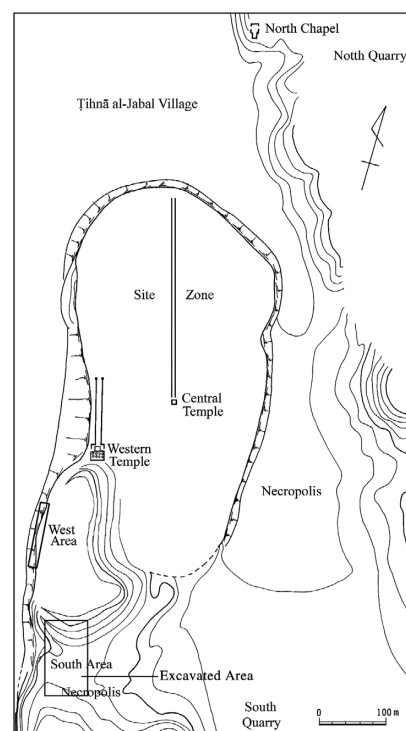 North Chapel
Notth Quarry
Ṭihnā al-Jabal Village
Site Zone
Central
Temple
Western
Temple
Necropolis
West
Area
South Area
Excavated Area
Necropolis
South
Quarry
0 100 m